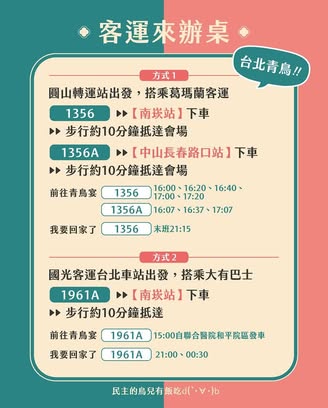 客運來辦桌
台北青鳥!!
方式1
圓山轉運站出發，搭乘葛瑪蘭客運
1356 ▸▸【南崁站】下車
▸▸ 步行約10分鐘抵達會場
1356A ▸▸【中山長春路口站】下車
▸▸ 步行約10分鐘抵達會場
前往青鳥宴 1356 16:00、16:20、16:40、
17:00、17:20
1356A 16:07、16:37、17:07
我要回家了 1356 末班21:15
方式2
國光客運台北車站出發，搭乘大有巴士
1961A ▸▸【南崁站】下車
▸▸ 步行約10分鐘抵達
前往青鳥宴 1961A 15:00自聯合醫院和平院區發車
我要回家了 1961A 21:00、00:30
民主的鳥兒有飯吃d(`･∀･)b